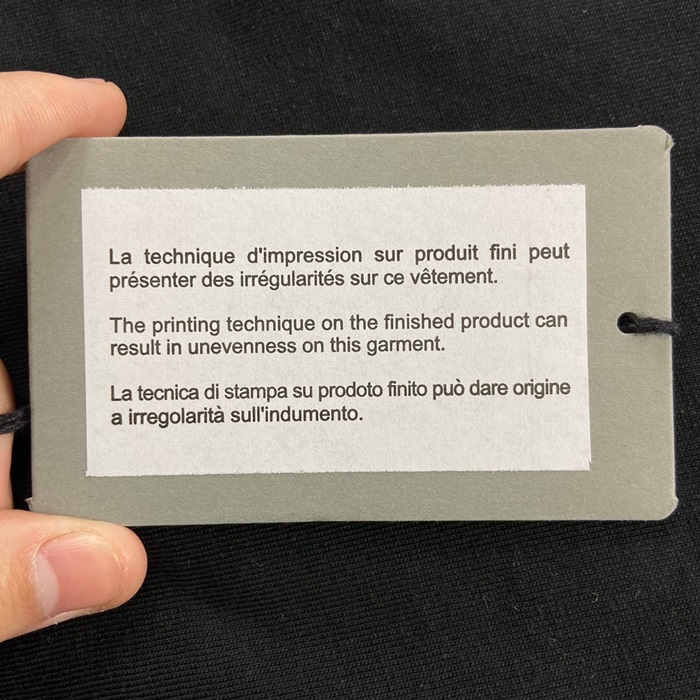 La technique d'impression sur produit fini peut
présenter des irrégularités sur ce vêtement.
The printing technique on the finished product can
result in unevenness on this garment.
La tecnica di stampa su prodoto finito può dare origine
a irregolarità sull'indumento.